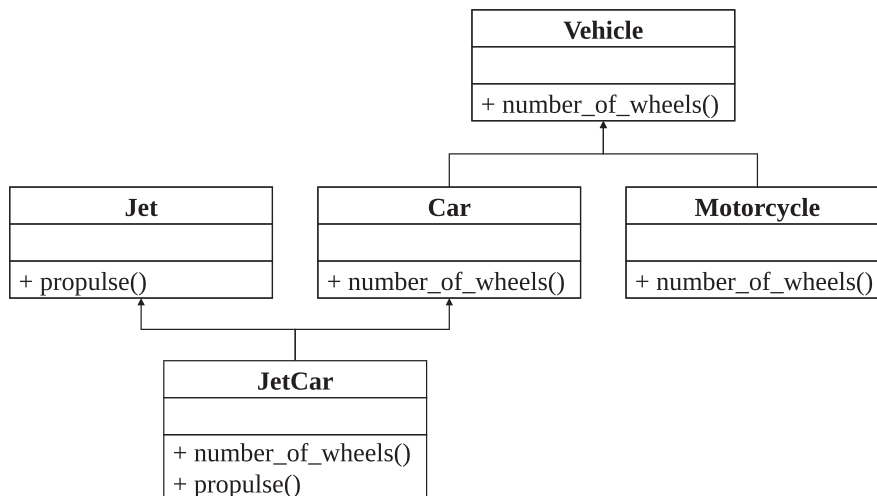 Vehicle
+ number_of_wheels()
Jet
+ propulse()
Car
+ number_of_wheels()
Motorcycle
+ number_of_wheels()
JetCar
+ number_of_wheels()
+ propulse()